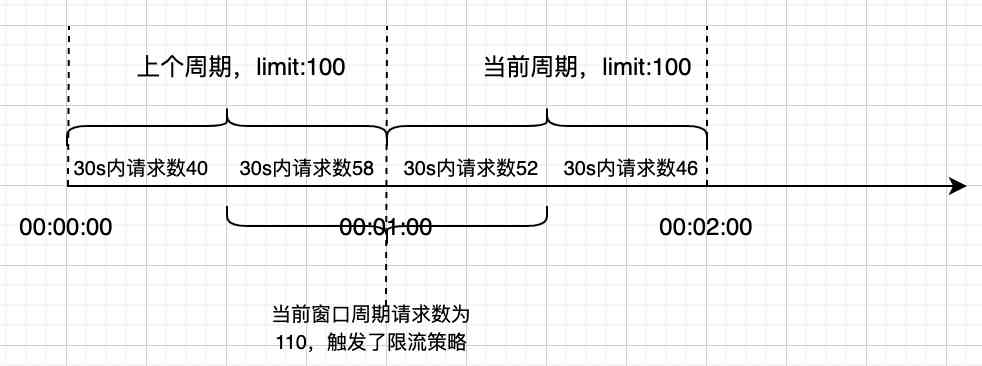 上个周期，limit:100
当前周期，limit:100
30s内请求数40
30s内请求数58
30s内请求数52
30s内请求数46
00:00:00
00:01:00
00:02:00
当前窗口周期请求数为
110，触发了限流策略